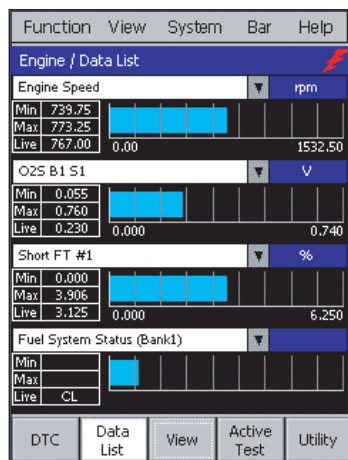 Function View System Bar Help
Engine / Data List
Engine Speed rpm
Min 739.75
Max 773.25
Live 767.00 0.00 1532.50
O2S B1 S1 V
Min 0.055
Max 0.760
Live 0.230 0.000 0.740
Short FT #1 %
Min 0.000
Max 3.906
Live 3.125 0.000 6.250
Fuel System Status (Bank1)
Min
Max
Live CL
DTC Data List View Active Test Utility